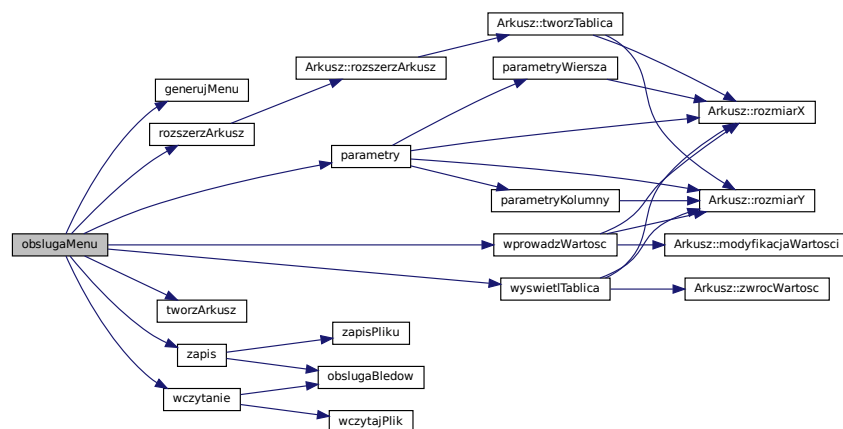 Arkusz::tworzTablica
parametryWiersza
Arkusz::rozszerzArkusz
generujMenu
Arkusz::rozmiarX
rozszerzArkusz
parametry
parametryKolumny
Arkusz::rozmiarY
obslugaMenu
wprowadzWartosc
Arkusz::modyfikacjaWartosci
wyswietlTablica
Arkusz::zwrocWartosc
tworzArkusz
zapisPliku
zapis
obslugaBledow
wczytanie
wczytajPlik